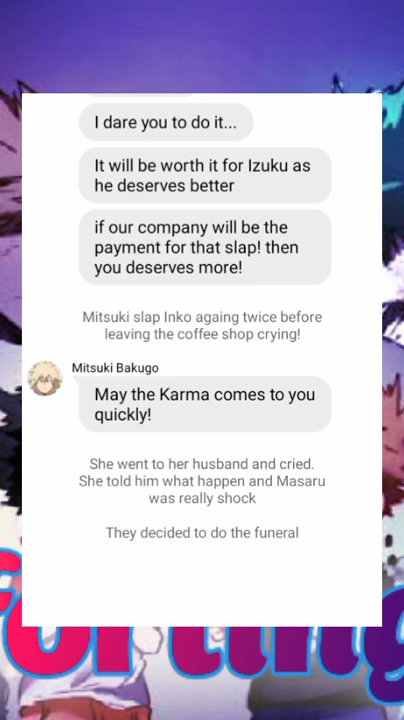 I dare you to do it...
It will be worth it for Izuku as
he deserves better
if our company will be the
payment for that slap! then
you deserves more!
Mitsuki slap Inko againg twice before
leaving the coffee shop crying!
Mitsuki Bakugo
May the Karma comes to you
quickly!
She went to her husband and cried.
She told him what happen and Masaru
was really shock
They decided to do the funeral